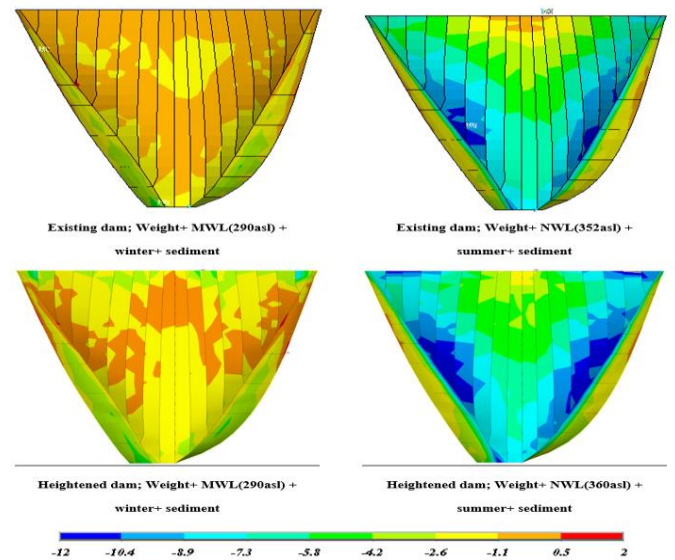 Existing dam; Weight+ MWL(290asl) +
winter+ sediment
Existing dam; Weight+ NWL(352asl) +
summer+ sediment
Heightened dam; Weight+ MWL(290asl) +
winter+ sediment
Heightened dam; Weight+ NWL(360asl) +
summer+ sediment
-12 -10.4 -8.9 -7.3 -5.8 -4.2 -2.6 -1.1 0.5 2